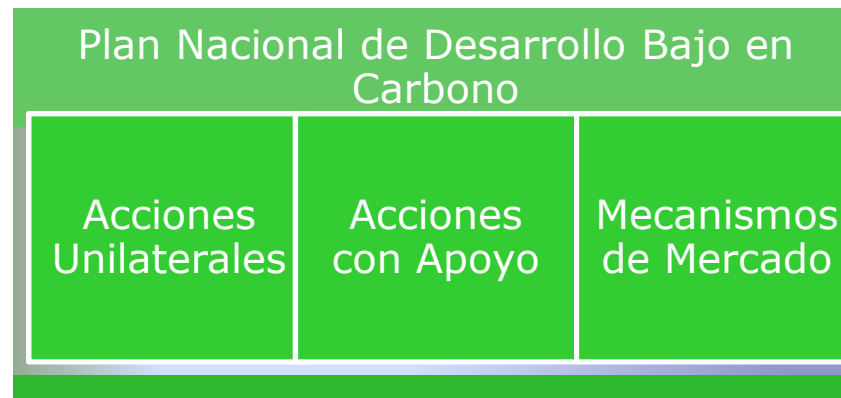 Plan Nacional de Desarrollo Bajo en
Carbono
Acciones
Unilaterales
Acciones
con Apoyo
Mecanismos
de Mercado